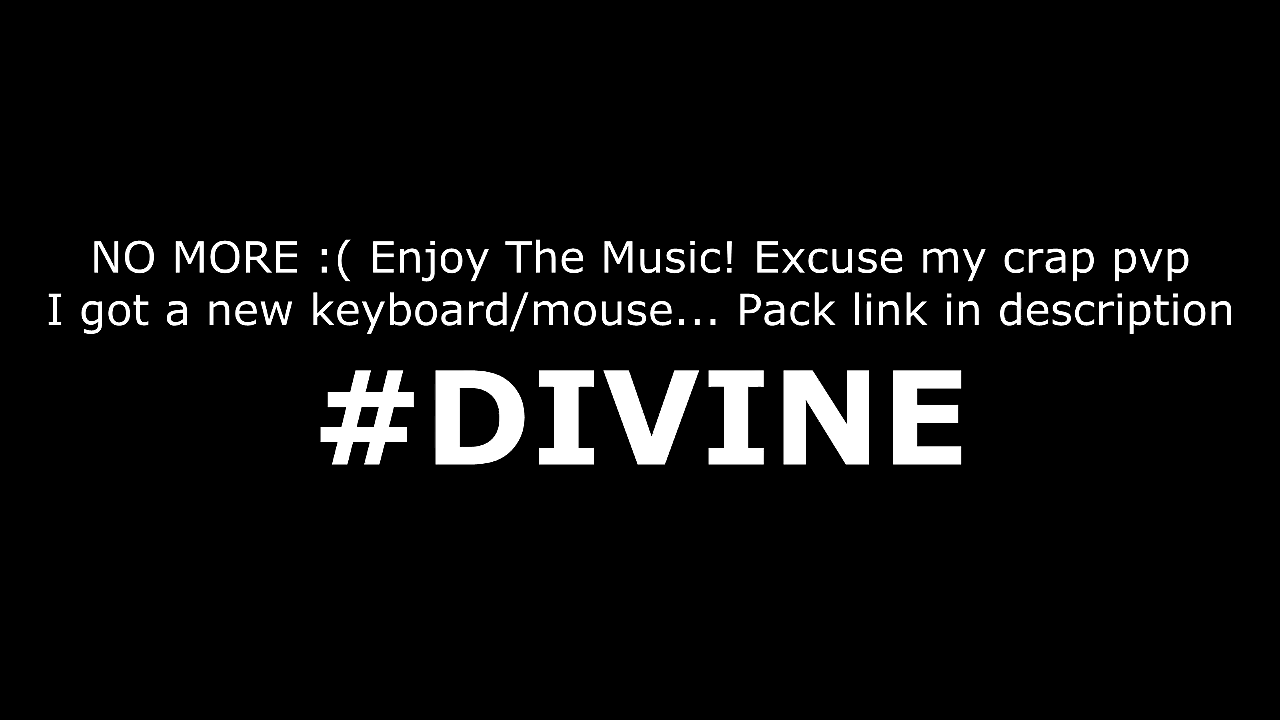 NO MORE :( Enjoy The Music! Excuse my crap pvp
I got a new keyboard/mouse... Pack link in description
#DIVINE